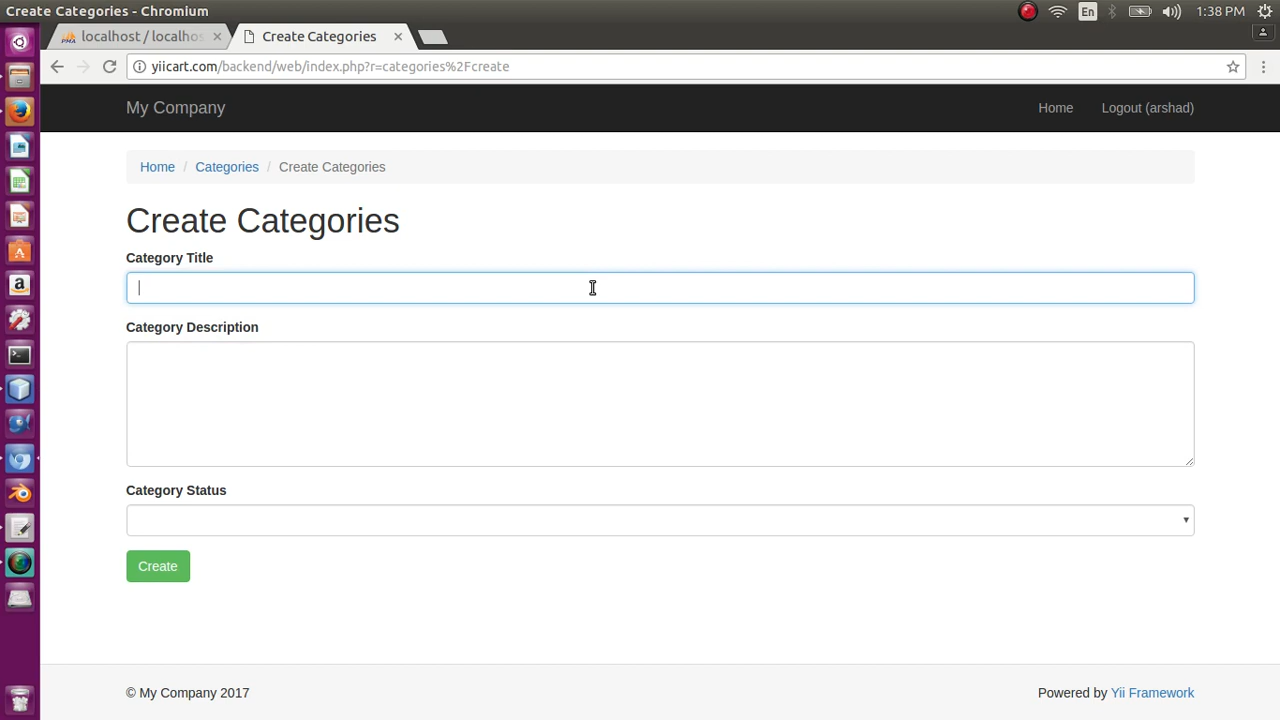 Create Categories - Chromium
En
1:38 PM
localhost / localhos
Create Categories
yiicart.com/backend/web/index.php?r=categories%2Fcreate
My Company
Home
Logout (arshad)
Home / Categories / Create Categories
Create Categories
Category Title
Category Description
Category Status
Create
© My Company 2017
Powered by Yii Framework